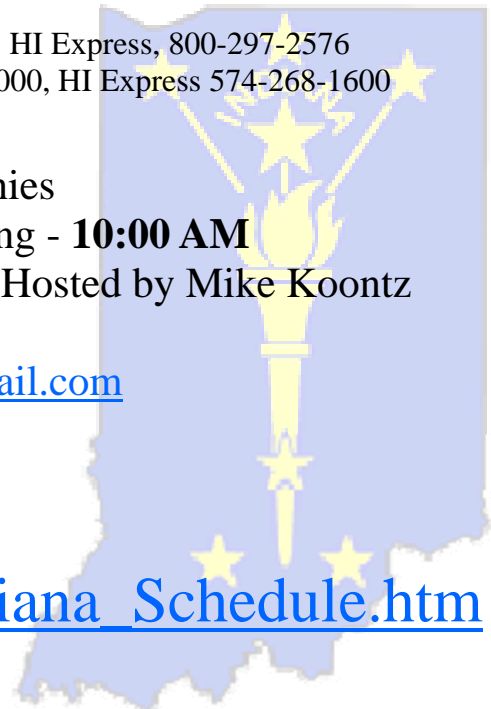 HI Express, 800-297-2576
000, HI Express 574-268-1600
INDIANA
nies
ng - 10:00 AM
Hosted by Mike Koontz
ail.com
iana_Schedule.htm